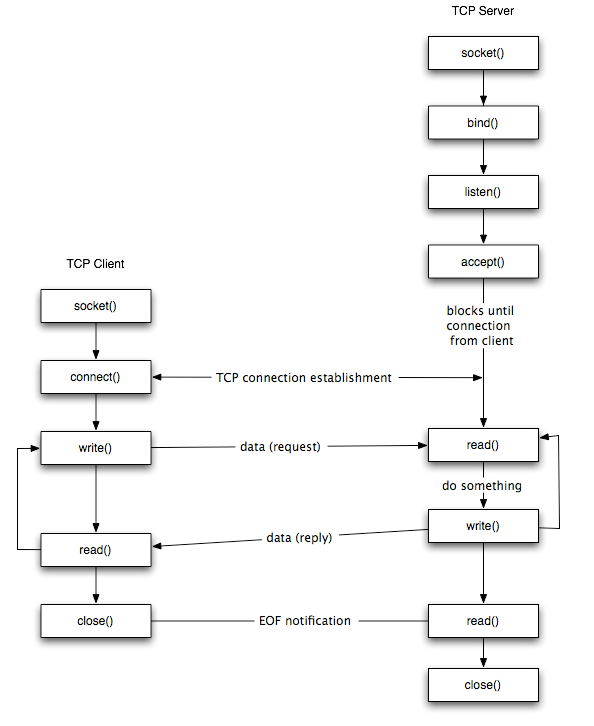 TCP Server
socket()
bind()
listen()
accept()
TCP Client
blocks until
connection
from client
socket()
connect()
TCP connection establishment
write()
data (request)
read()
do something
write()
data (reply)
read()
close()
EOF notification
read()
close()